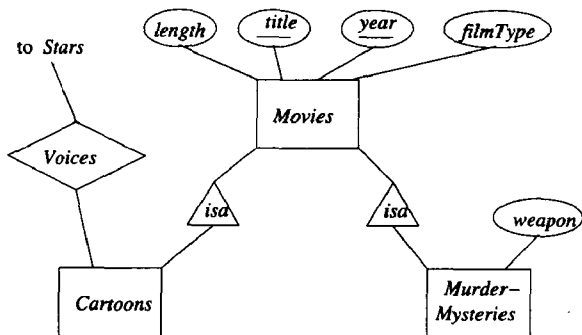 length
title
year
filmType
to Stars
Movies
Voices
isa
isa
weapon
Cartoons
Murder–
Mysteries